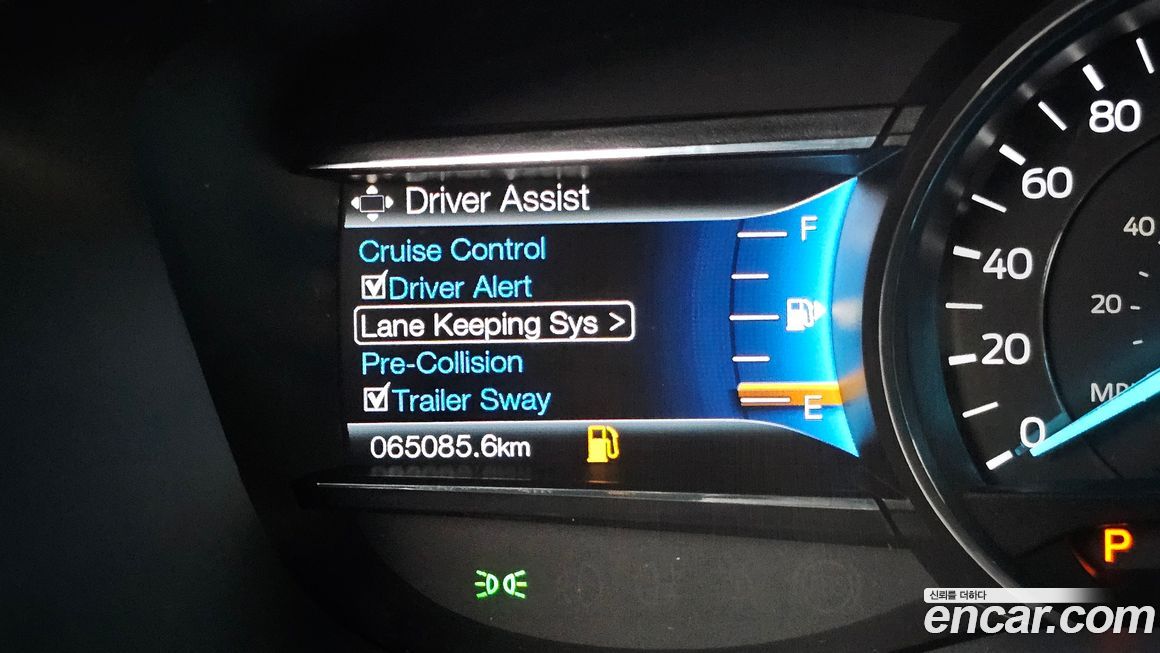 Driver Assist
Cruise Control
Driver Alert
Lane Keeping Sys >
Pre-Collision
Trailer Sway
065085.6km
F
E
80
60
40
20
0
40
20
P
신뢰를 더하다
encar.com